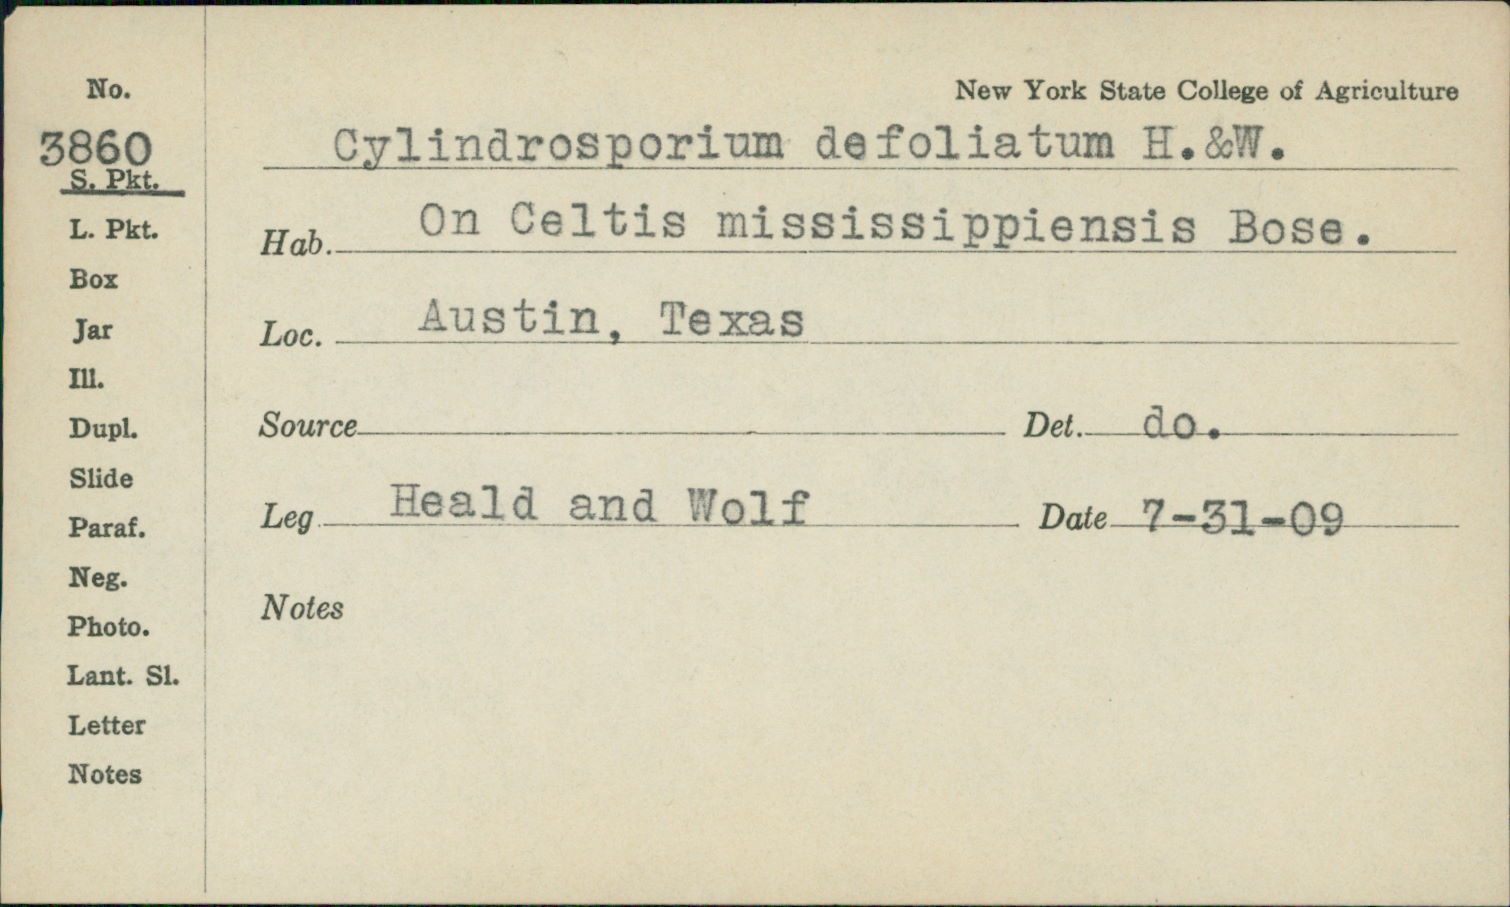 No.
3860
S. Pkt.
L. Pkt.
Box
Jar
Ill.
Dupl.
Slide
Paraf.
Neg.
Photo.
Lant. Sl.
Letter
Notes
New York State College of Agriculture
Cylindrosporium defoliatum H.&W.
Hab. On Celtis mississippiensis Bose.
Loc. Austin, Texas
Source Det. do.
Leg Heald and Wolf Date 7-31-09
Notes